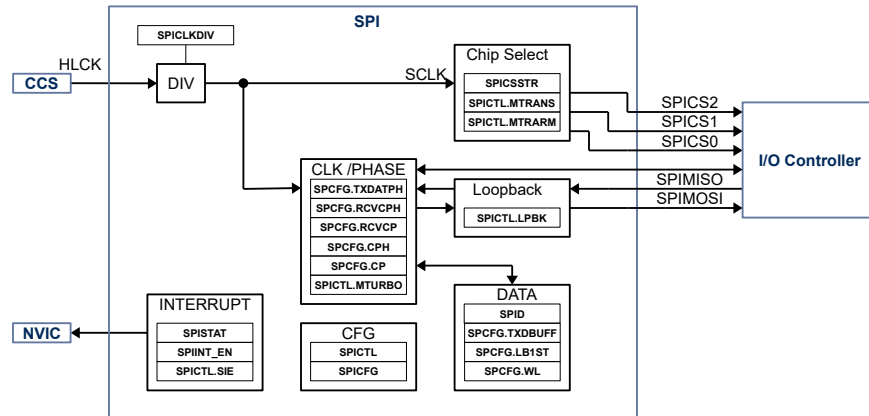 SPI
SPICLKDIV
HLCK
CCS
DIV
SCLK
Chip Select
SPICSSTR
SPICTL.MTRANS
SPICTL.MTRARM
SPICS2
SPICS1
SPICS0
I/O Controller
CLK /PHASE
SPCFG.TXDATPH
SPCFG.RCVCPH
SPCFG.RCVCP
SPCFG.CPH
SPCFG.CP
SPICTL.MTURBO
Loopback
SPICTL.LPBK
SPIMISO
SPIMOSI
INTERRUPT
SPISTAT
SPIINT_EN
SPICTL.SIE
NVIC
CFG
SPICTL
SPICFG
DATA
SPID
SPCFG.TXDBUFF
SPCFG.LB1ST
SPCFG.WL